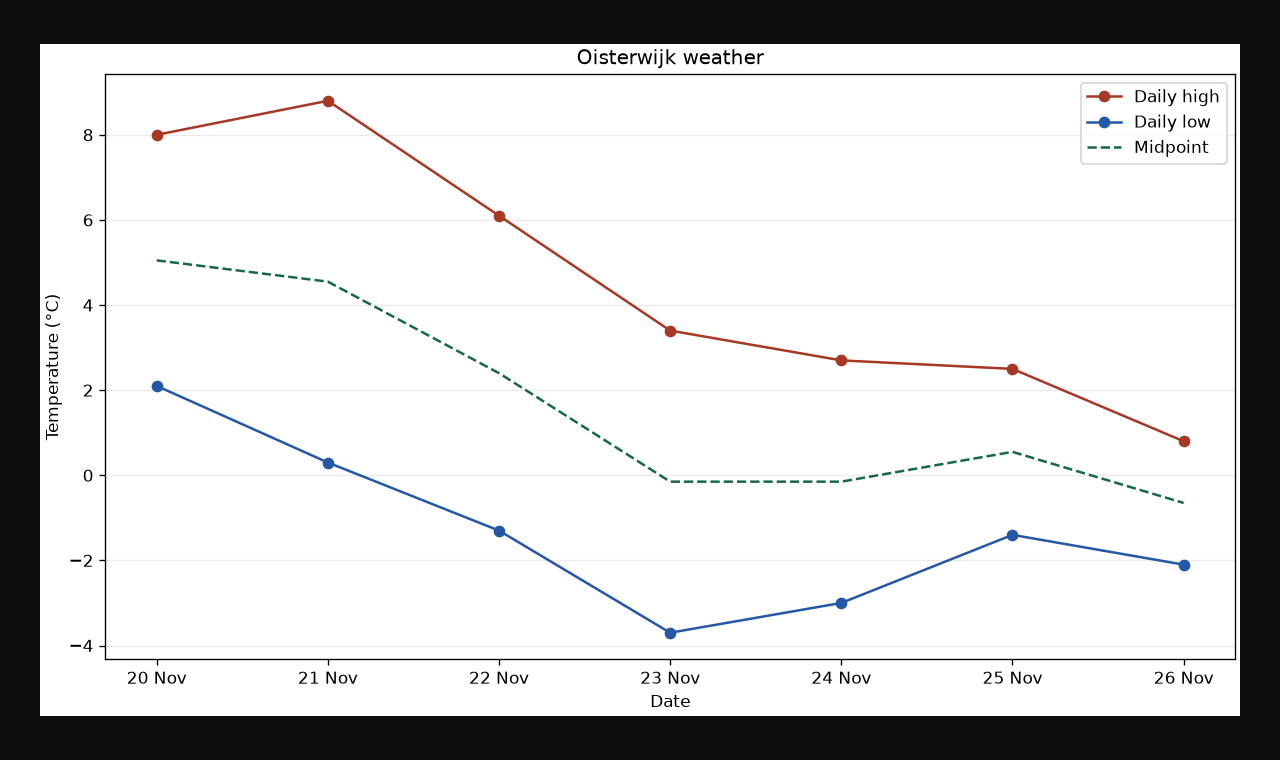 Oisterwijk weather
Daily high
Daily low
Midpoint
Temperature (°C)
8
6
4
2
0
−2
−4
20 Nov 21 Nov 22 Nov 23 Nov 24 Nov 25 Nov 26 Nov
Date